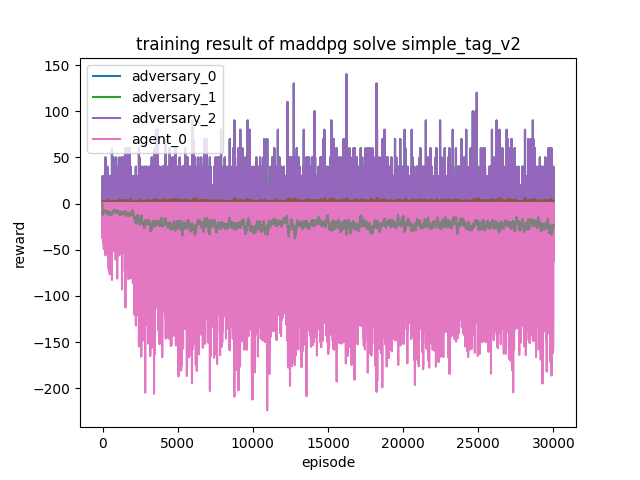 training result of maddpg solve simple_tag_v2
adversary_0
adversary_1
adversary_2
agent_0
150
100
50
0
−50
−100
−150
−200
reward
0
5000
10000
15000
20000
25000
30000
episode